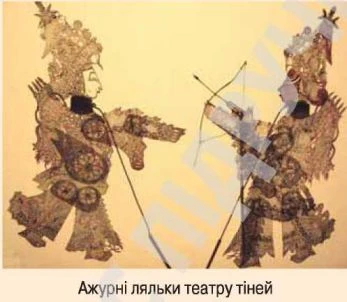 Ажурні ляльки театру тіней